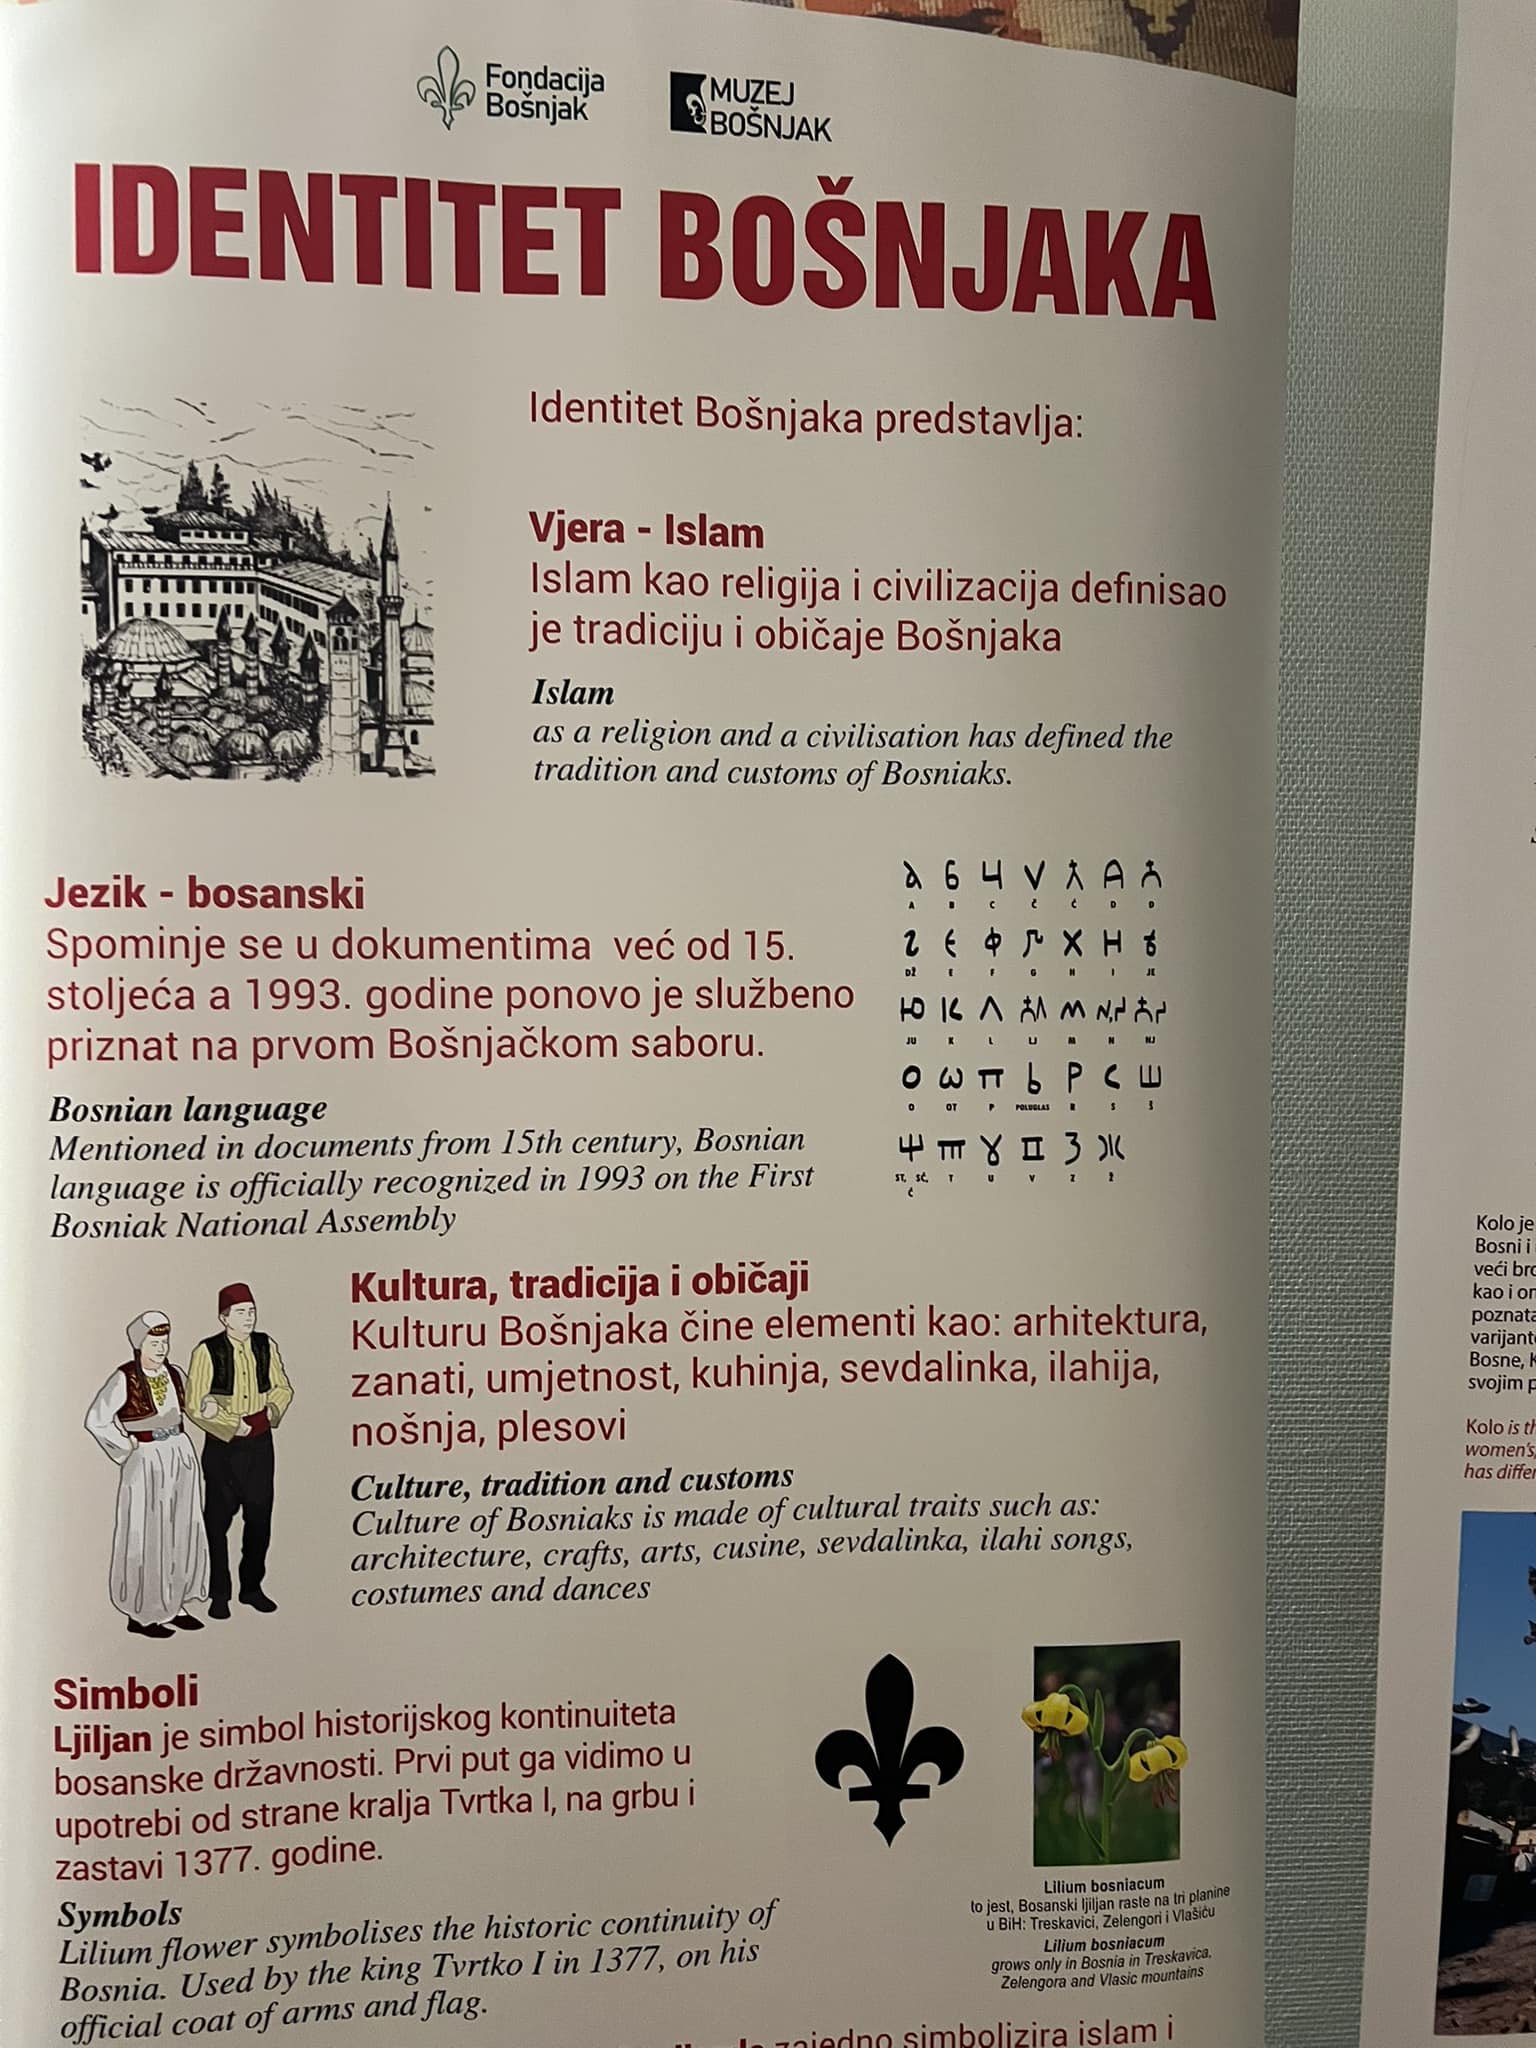 Fondacija
Bošnjak
MUZEJ
BOŠNJAK
IDENTITET BOŠNJAKA
Identitet Bošnjaka predstavlja:
Vjera - Islam
Islam kao religija i civilizacija definisao
je tradiciju i običaje Bošnjaka
Islam
as a religion and a civilisation has defined the
tradition and customs of Bosniaks.
Jezik - bosanski
Spominje se u dokumentima već od 15.
stoljeća a 1993. godine ponovo je službeno
priznat na prvom Bošnjačkom saboru.
Bosnian language
Mentioned in documents from 15th century, Bosnian
language is officially recognized in 1993 on the First
Bosniak National Assembly
A B C Č Ć D Đ
DŽ E F G H I JE
JU K L LJ M N NJ
O OT P POLUGLAS R S Š
ŠT, ŠĆ, T U V Z Ž
Ć
Kultura, tradicija i običaji
Kulturu Bošnjaka čine elementi kao: arhitektura,
zanati, umjetnost, kuhinja, sevdalinka, ilahija,
nošnja, plesovi
Culture, tradition and customs
Culture of Bosniaks is made of cultural traits such as:
architecture, crafts, arts, cusine, sevdalinka, ilahi songs,
costumes and dances
Simboli
Ljiljan je simbol historijskog kontinuiteta
bosanske državnosti. Prvi put ga vidimo u
upotrebi od strane kralja Tvrtka I, na grbu i
zastavi 1377. godine.
Symbols
Lilium flower symbolises the historic continuity of
Bosnia. Used by the king Tvrtko I in 1377, on his
official coat of arms and flag.
Lilium bosniacum
to jest, Bosanski ljiljan raste na tri planine
u BiH: Treskavici, Zelengori i Vlašiću
Lilium bosniacum
grows only in Bosnia in Treskavica,
Zelengora and Vlasic mountains
zajedno simbolizira islam i
Kolo je
Bosni i
veći bro
kao i
poznata
Bosne,
svojim
Kolo is
women's,
has